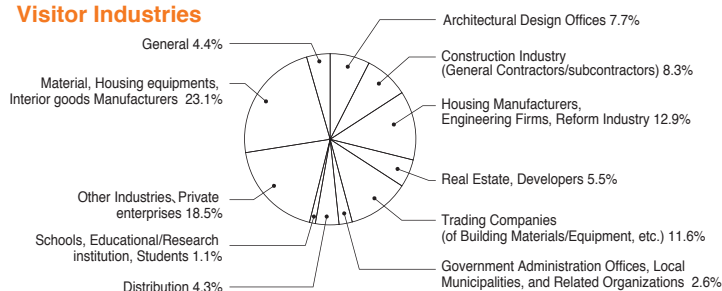 Visitor Industries
General 4.4%
Material, Housing equipments,
Interior goods Manufacturers 23.1%
Other Industries、Private
enterprises 18.5%
Schools, Educational/Research
institution, Students 1.1%
Distribution 4.3%
Architectural Design Offices 7.7%
Construction Industry
(General Contractors/subcontractors) 8.3%
Housing Manufacturers,
Engineering Firms, Reform Industry 12.9%
Real Estate, Developers 5.5%
Trading Companies
(of Building Materials/Equipment, etc.) 11.6%
Government Administration Offices, Local
Municipalities, and Related Organizations 2.6%